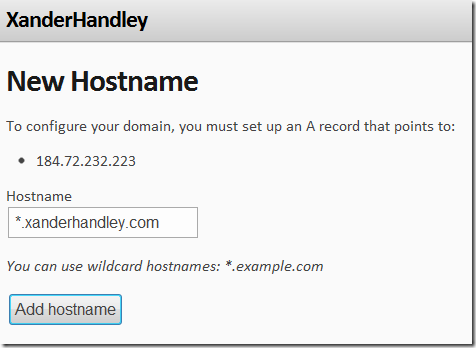 XanderHandley
New Hostname
To configure your domain, you must set up an A record that points to:
• 184.72.232.223
Hostname
*.xanderhandley.com
You can use wildcard hostnames: *.example.com
Add hostname